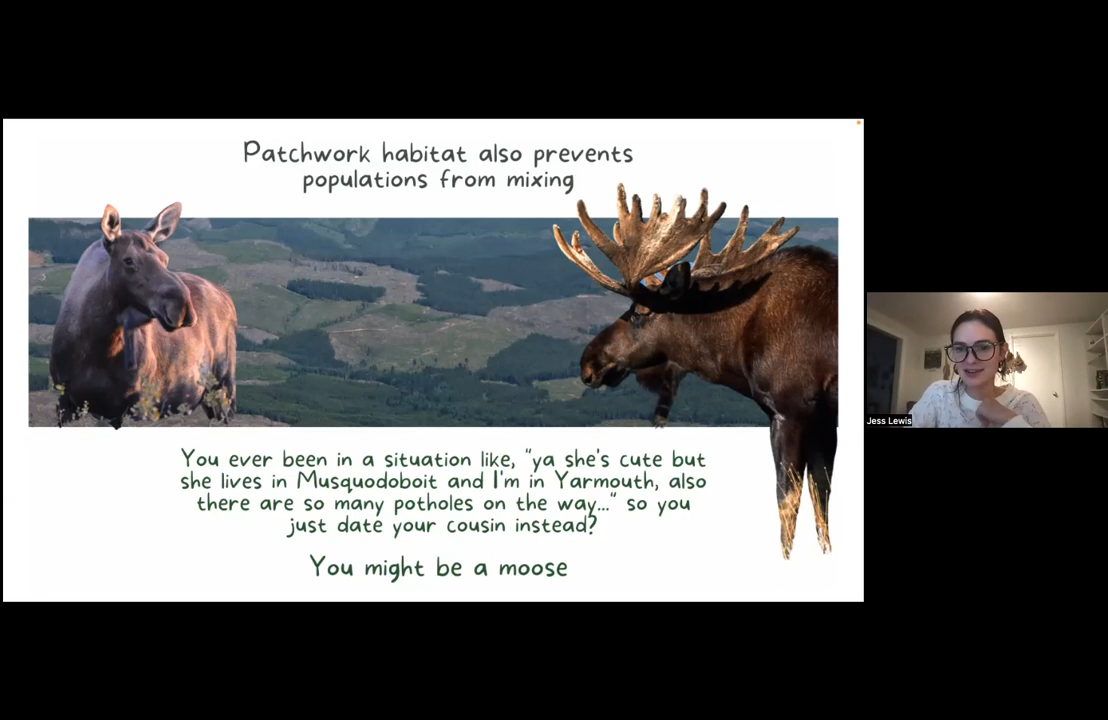 Patchwork habitat also prevents
populations from mixing
You ever been in a situation like, "ya she's cute but
she lives in Musquodoboit and I'm in Yarmouth, also
there are so many potholes on the way..." so you
just date your cousin instead?
You might be a moose
Jess Lewis